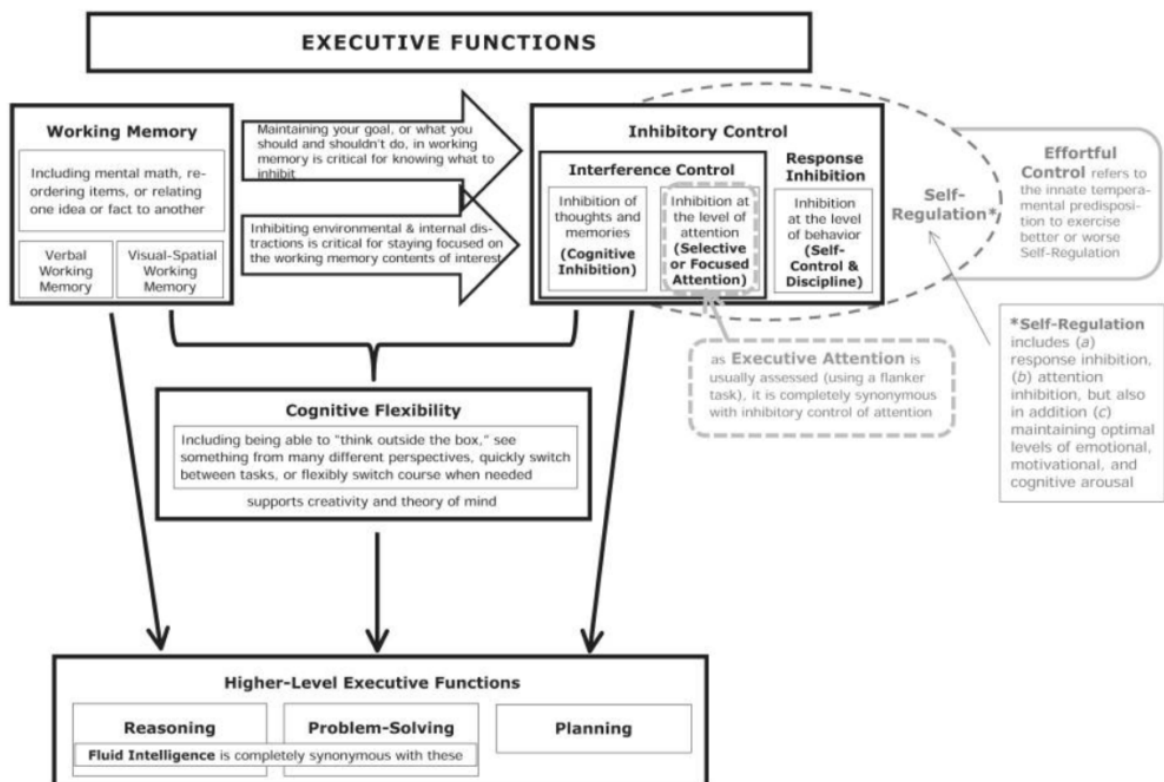 EXECUTIVE FUNCTIONS
Working Memory
Including mental math, re-
ordering items, or relating
one idea or fact to another
Verbal
Working
Memory
Visual-Spatial
Working
Memory
Maintaining your goal, or what you
should and shouldn't do, in working
memory is critical for knowing what to
inhibit
Inhibiting environmental & internal dis-
tractions is critical for staying focused on
the working memory contents of interest
Inhibitory Control
Interference Control
Inhibition of
thoughts and
memories
(Cognitive
Inhibition)
Inhibition at
the level of
attention
(Selective
or Focused
Attention)
Response
Inhibition
Inhibition
at the level
of behavior
(Self-
Control &
Discipline)
Self-
Regulation*
Effortful
Control refers to
the innate tempera-
mental predisposi-
tion to exercise
better or worse
Self-Regulation
*Self-Regulation
includes (a)
response inhibition,
(b) attention
inhibition, but also
in addition (c)
maintaining optimal
levels of emotional,
motivational, and
cognitive arousal
as Executive Attention is
usually assessed (using a flanker
task), it is completely synonymous
with inhibitory control of attention
Cognitive Flexibility
Including being able to "think outside the box," see
something from many different perspectives, quickly switch
between tasks, or flexibly switch course when needed
supports creativity and theory of mind
Higher-Level Executive Functions
Reasoning
Problem-Solving
Planning
Fluid Intelligence is completely synonymous with these